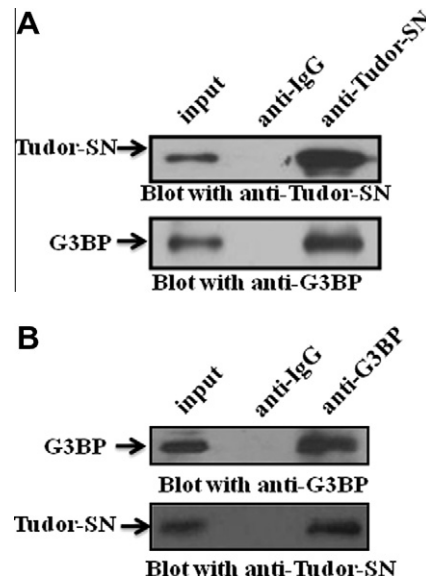 A
input anti-IgG anti-Tudor-SN
Tudor-SN
Blot with anti-Tudor-SN
G3BP
Blot with anti-G3BP
B
input anti-IgG anti-G3BP
G3BP
Blot with anti-G3BP
Tudor-SN
Blot with anti-Tudor-SN